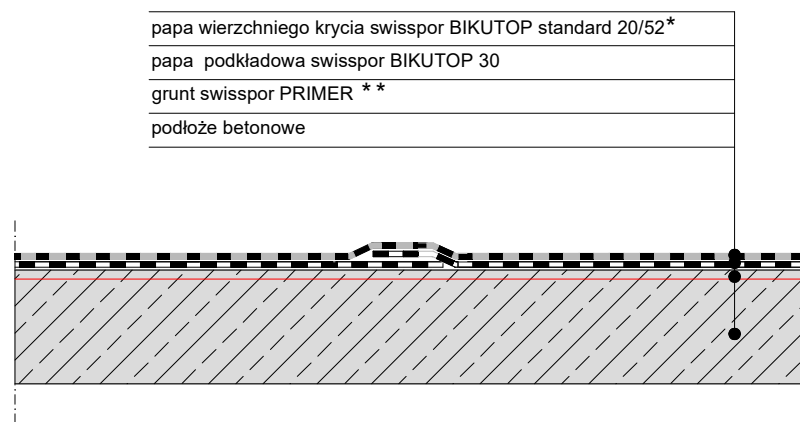 papa wierzchniego krycia swisspor BIKUTOP standard 20/52*
papa podkładowa swisspor BIKUTOP 30
grunt swisspor PRIMER **
podłoże betonowe